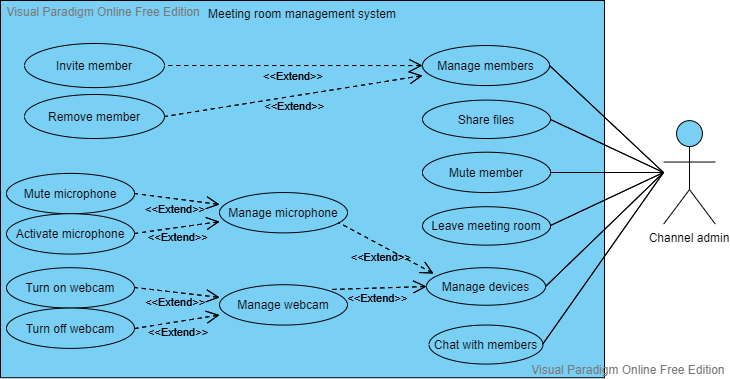 Visual Paradigm Online Free Edition
Meeting room management system
Invite member
<<Extend>>
Manage members
Remove member
<<Extend>>
Share files
Mute member
Mute microphone
<<Extend>>
Manage microphone
Activate microphone
<<Extend>>
Leave meeting room
Channel admin
<<Extend>>
Turn on webcam
<<Extend>>
Manage webcam
<<Extend>>
Manage devices
Turn off webcam
<<Extend>>
Chat with members
Visual Paradigm Online Free Edition